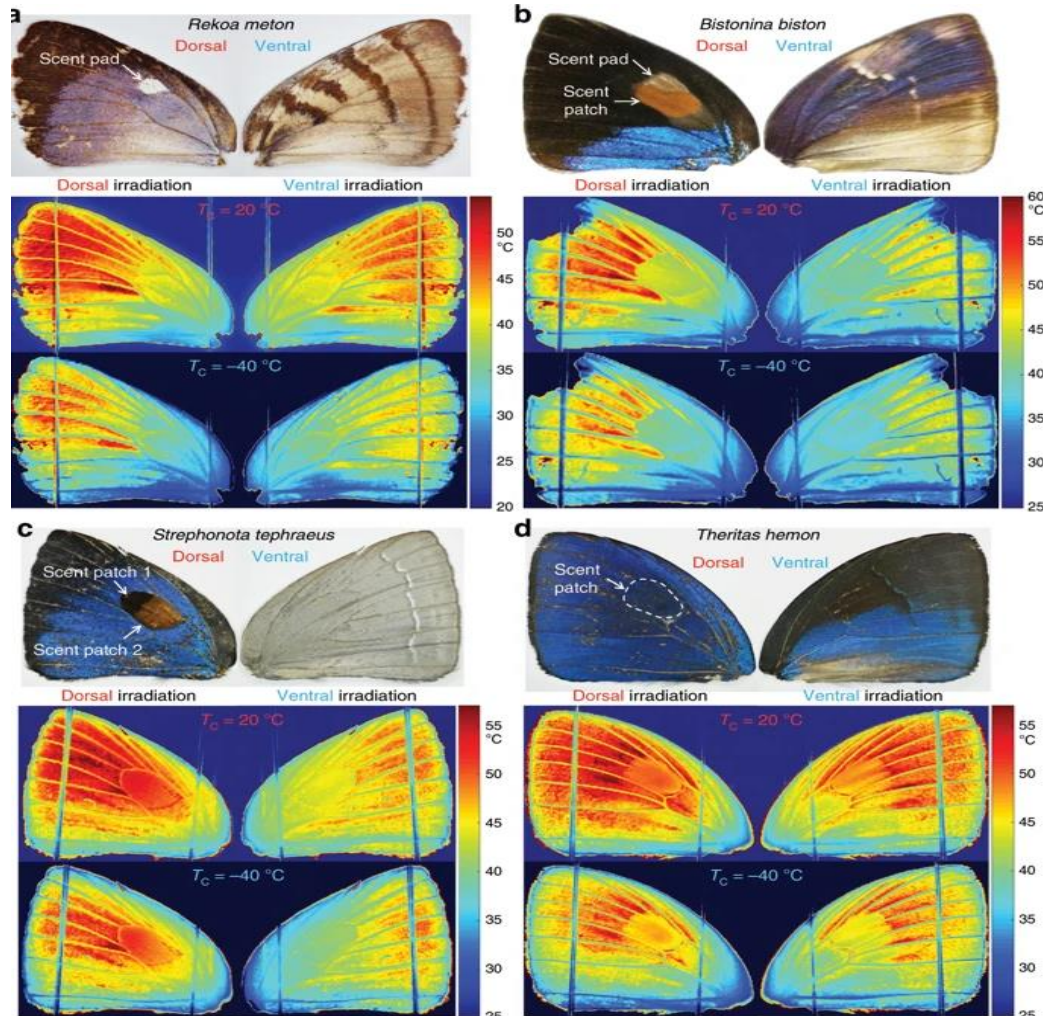 a
Rekoa meton
Dorsal Ventral
Scent pad
Dorsal irradiation Ventral irradiation
T_C = 20 °C
50
°C
45
40
35
T_C = −40 °C
30
25
20
b
Bistonina biston
Dorsal Ventral
Scent pad
Scent patch
Dorsal irradiation Ventral irradiation
T_C = 20 °C
60
°C
55
50
45
40
T_C = −40 °C
35
30
25
c
Strephonota tephraeus
Dorsal Ventral
Scent patch 1
Scent patch 2
Dorsal irradiation Ventral irradiation
T_C = 20 °C
55
°C
50
45
40
T_C = −40 °C
35
30
25
d
Theritas hemon
Dorsal Ventral
Scent patch
Dorsal irradiation Ventral irradiation
T_C = 20 °C
55
°C
50
45
40
T_C = −40 °C
35
30
25